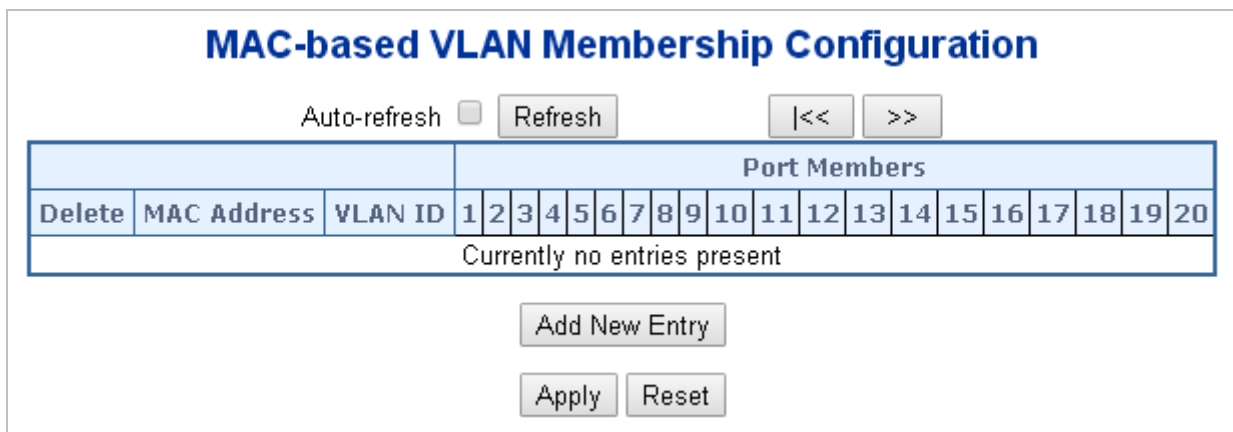 MAC-based VLAN Membership Configuration
Auto-refresh Refresh |<< >>
Port Members
Delete MAC Address VLAN ID 1 2 3 4 5 6 7 8 9 10 11 12 13 14 15 16 17 18 19 20
Currently no entries present
Add New Entry
Apply Reset